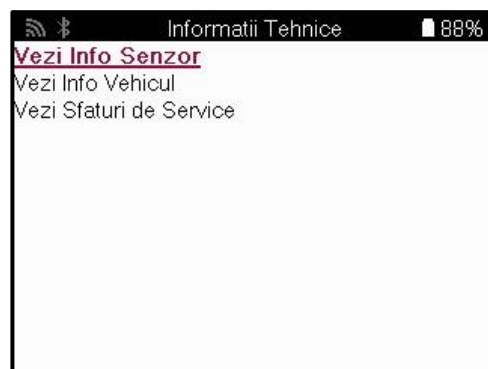 Informatii Tehnice 88%
Vezi Info Senzor
Vezi Info Vehicul
Vezi Sfaturi de Service